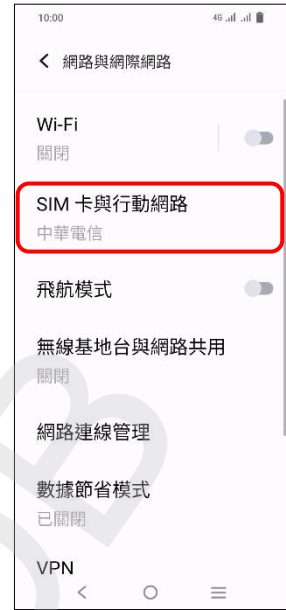 10:00 4G
網路與網際網路
Wi-Fi
關閉
SIM 卡與行動網路
中華電信
飛航模式
無線基地台與網路共用
關閉
網路連線管理
數據節省模式
已關閉
VPN